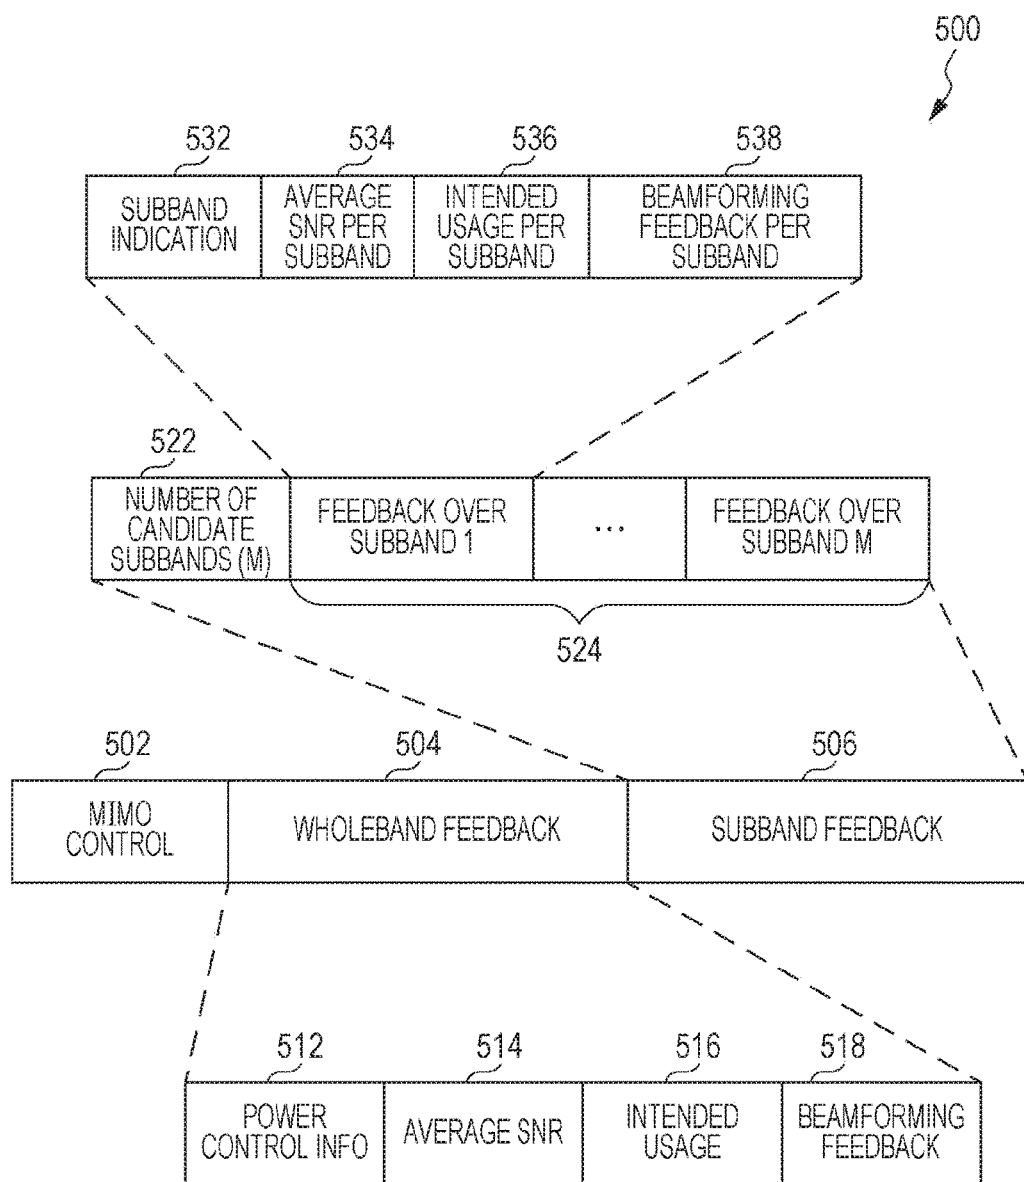 500
532
534
536
538
SUBBAND
INDICATION
AVERAGE
SNR PER
SUBBAND
INTENDED
USAGE PER
SUBBAND
BEAMFORMING
FEEDBACK PER
SUBBAND
522
NUMBER OF
CANDIDATE
SUBBANDS (M)
FEEDBACK OVER
SUBBAND 1
...
FEEDBACK OVER
SUBBAND M
524
502
504
506
MIMO
CONTROL
WHOLEBAND FEEDBACK
SUBBAND FEEDBACK
512
514
516
518
POWER
CONTROL INFO
AVERAGE SNR
INTENDED
USAGE
BEAMFORMING
FEEDBACK